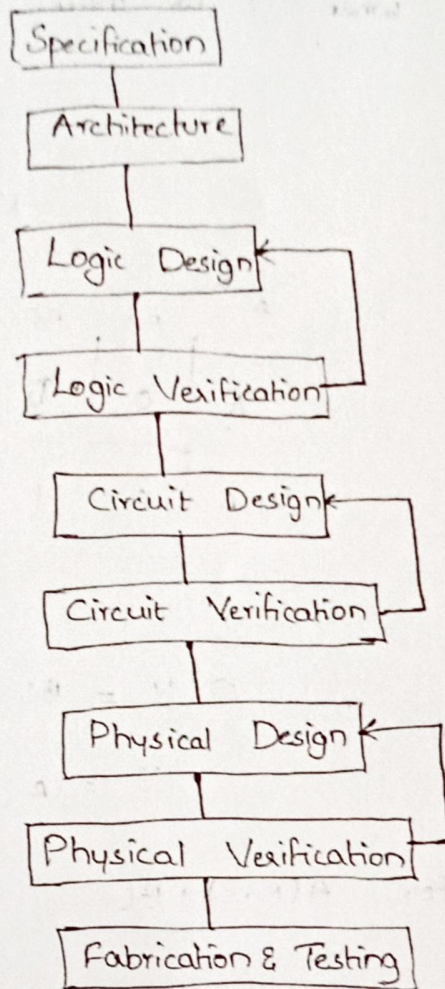 Specification
Architecture
Logic Design
Logic Verification
Circuit Design
Circuit Verification
Physical Design
Physical Verification
Fabrication & Testing